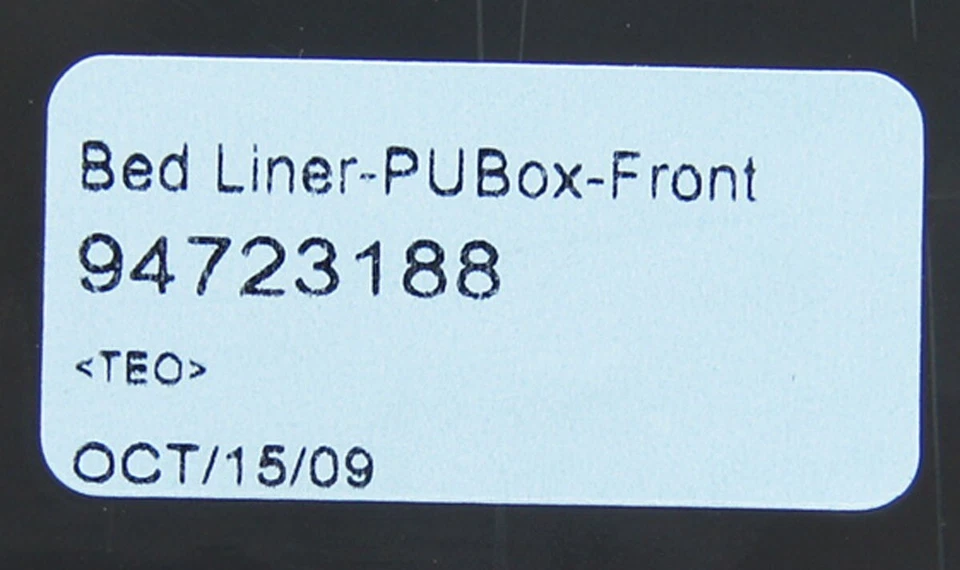 Bed Liner-PUBox-Front
94723188
<TEO>
OCT/15/09